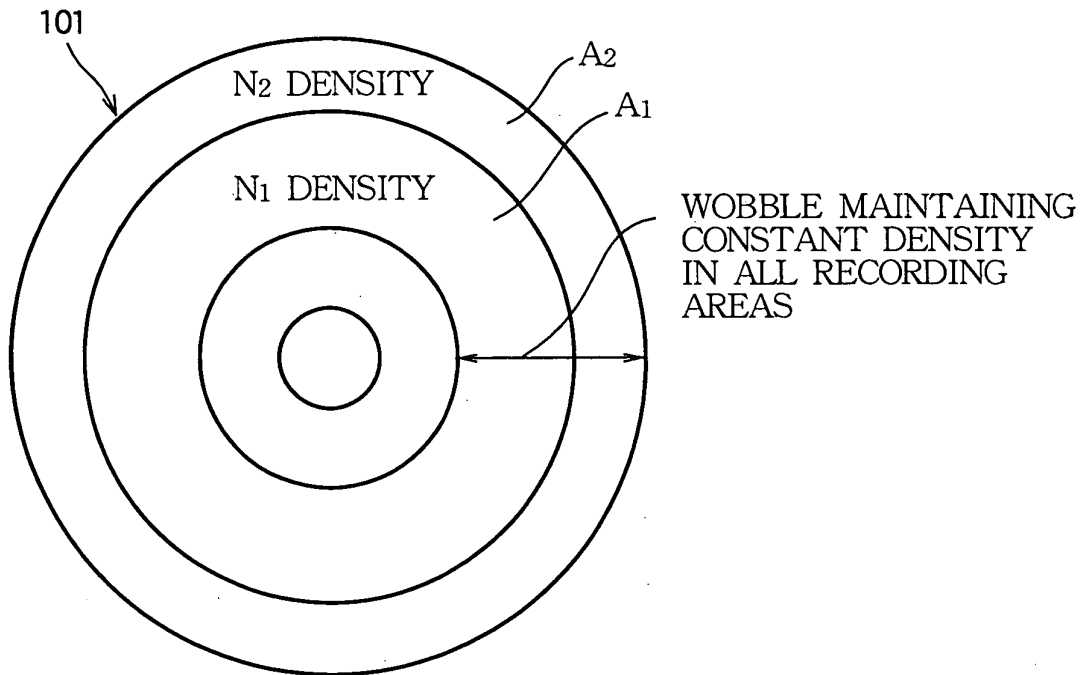 101
A2
N2 DENSITY
A1
N1 DENSITY
WOBBLE MAINTAINING
CONSTANT DENSITY
IN ALL RECORDING
AREAS